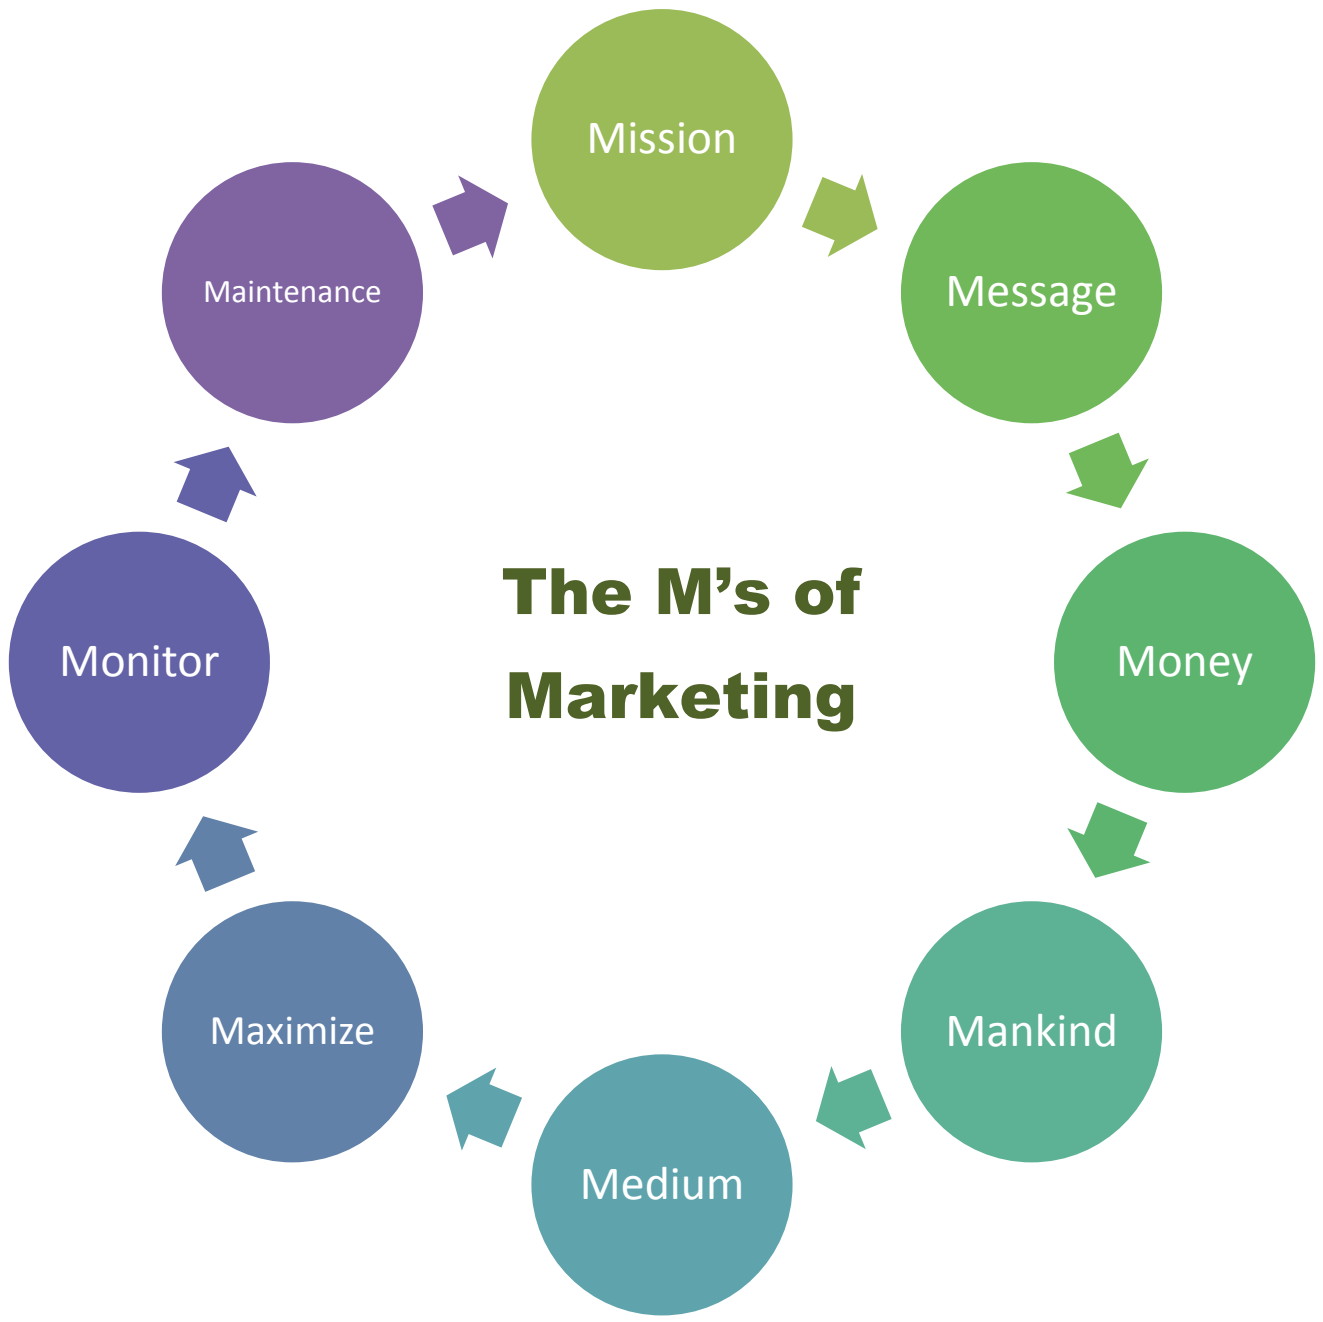 Mission
Message
Money
Mankind
Medium
Maximize
Monitor
Maintenance
The M’s of
Marketing